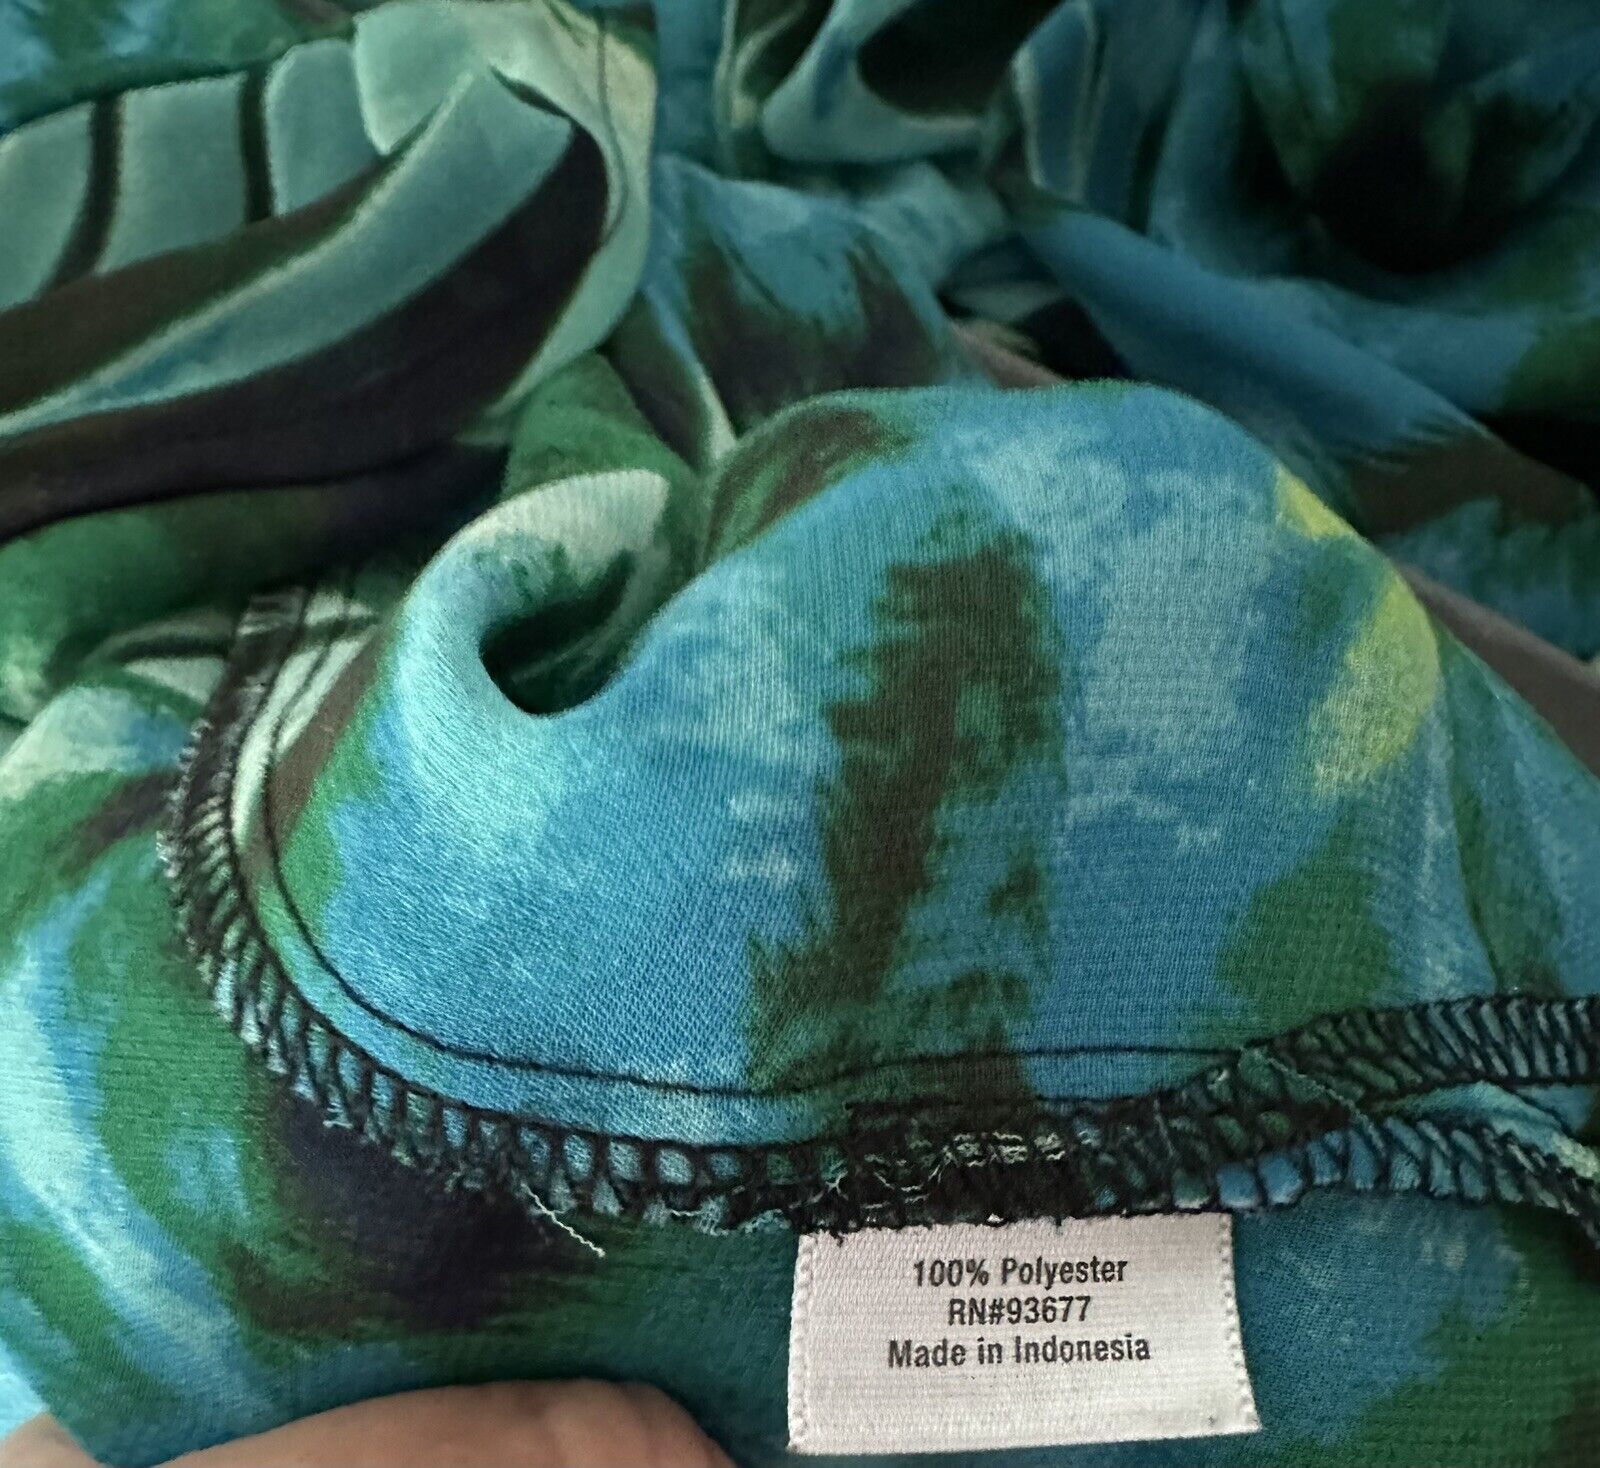 100% Polyester
RN#93677
Made in Indonesia